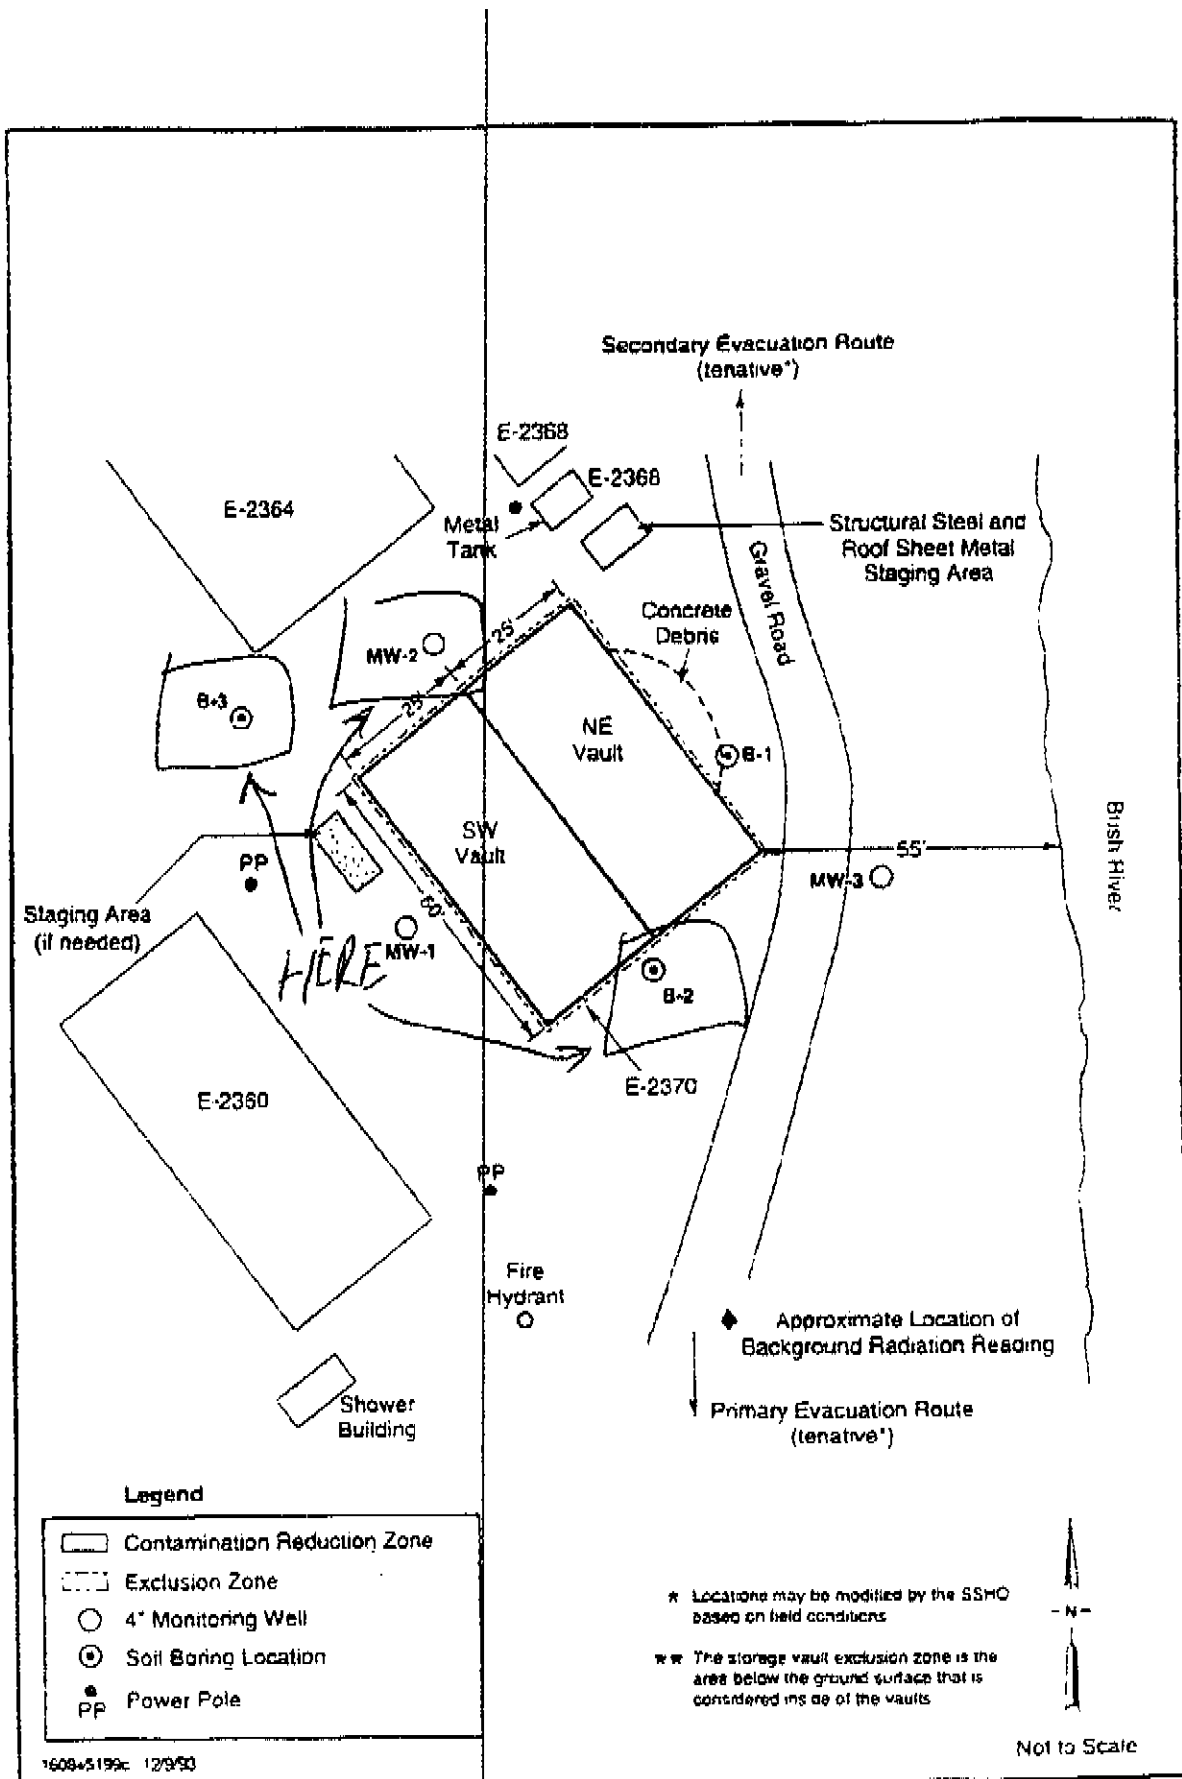 Secondary Evacuation Route
(tenative*)
E-2368
E-2368
E-2364
Metal
Tank
Structural Steel and
Roof Sheet Metal
Staging Area
Gravel Road
Concrete
Debris
25'
MW-2
25'
B-3
NE
Vault
B-1
SW
Vault
Bush River
55'
PP
MW-3
Staging Area
(if needed)
60'
MW-1
HERE
B-2
E-2370
E-2360
PP
Fire
Hydrant
Approximate Location of
Background Radiation Reading
Shower
Building
Primary Evacuation Route
(tenative*)
Legend
Contamination Reduction Zone
Exclusion Zone
4" Monitoring Well
Soil Boring Location
PP Power Pole
* Locations may be modified by the SSHO
based on field conditions
** The storage vault exclusion zone is the
area below the ground surface that is
considered inside of the vaults
- N -
Not to Scale
12/9/93